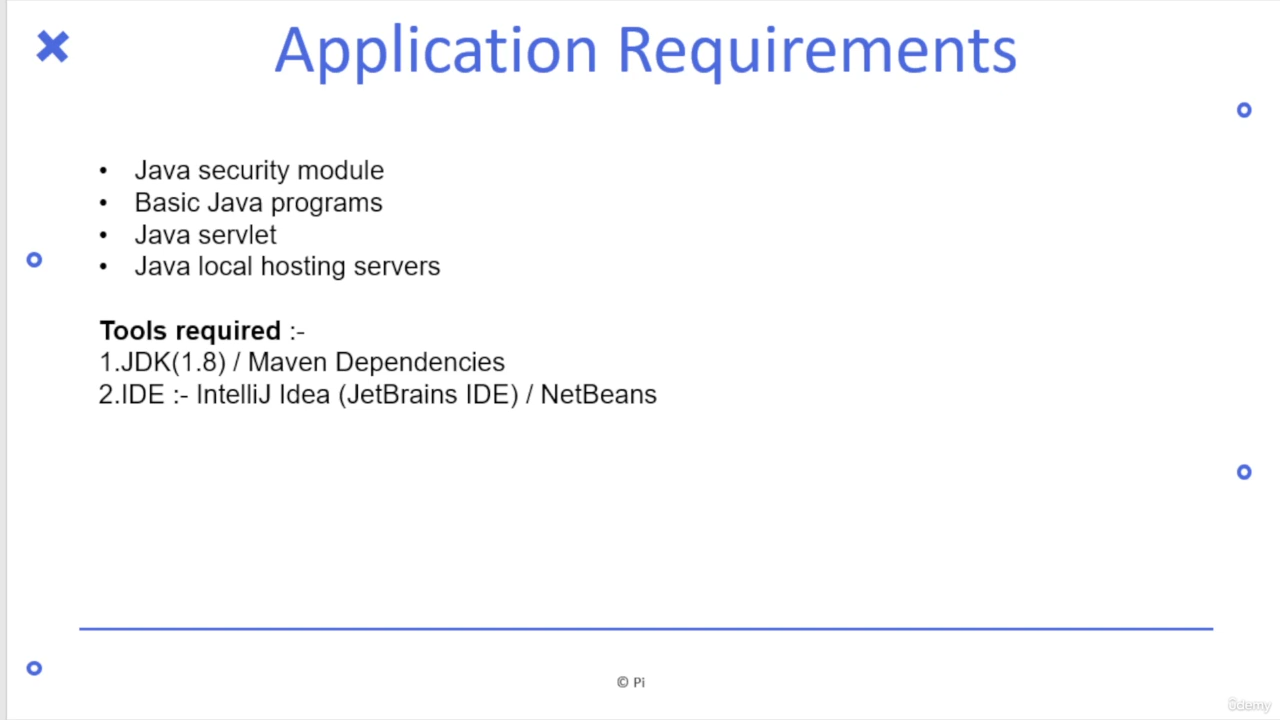 Application Requirements
• Java security module
• Basic Java programs
• Java servlet
• Java local hosting servers
Tools required :-
1.JDK(1.8) / Maven Dependencies
2.IDE :- IntelliJ Idea (JetBrains IDE) / NetBeans
© Pi
ûdemy